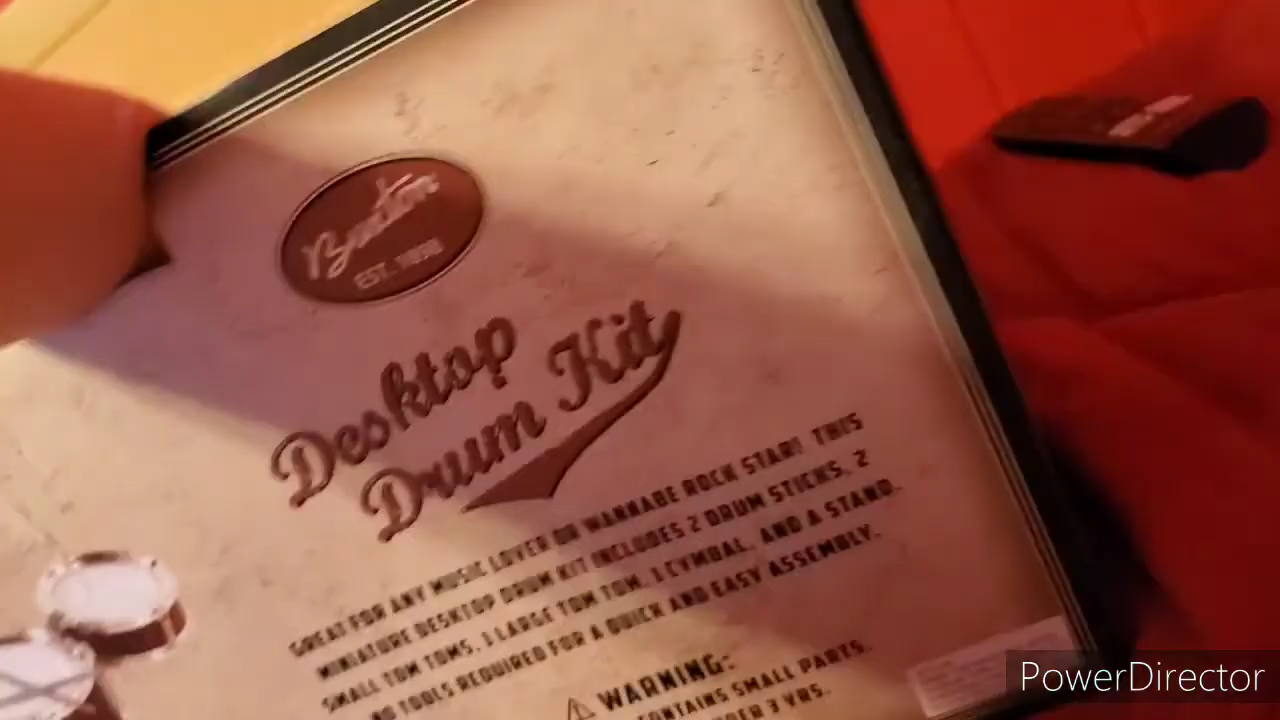 Buxton
EST. 1898
Desktop
Drum Kit
GREAT FOR ANY MUSIC LOVER OR WANNABE ROCK STAR! THIS
MINIATURE DESKTOP DRUM KIT INCLUDES 2 DRUM STICKS, 2
SMALL TOM TOMS, 1 LARGE TOM TOM, 1 CYMBAL, AND A STAND.
NO TOOLS REQUIRED FOR A QUICK AND EASY ASSEMBLY.
WARNING:
CONTAINS SMALL PARTS.
3 YRS.
PowerDirector